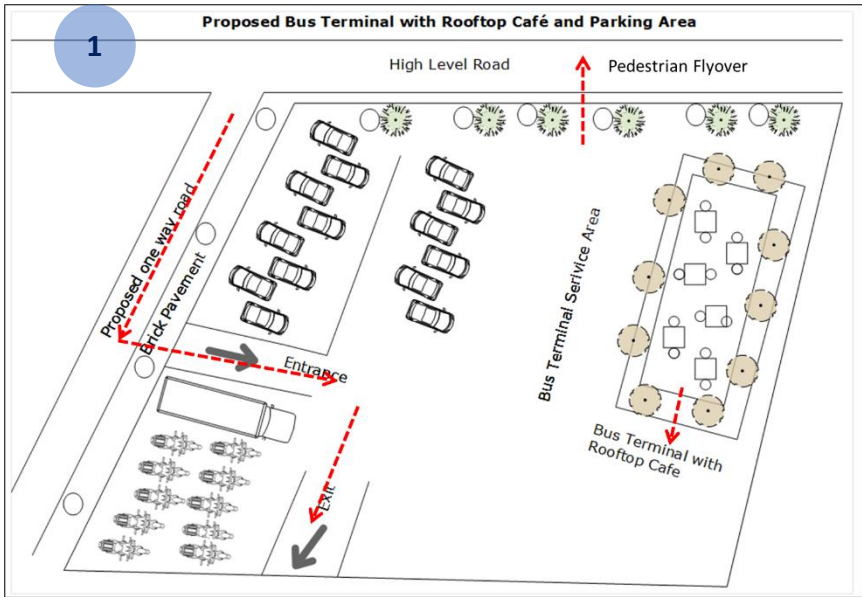 Proposed Bus Terminal with Rooftop Café and Parking Area
1
High Level Road
Pedestrian Flyover
Proposed one way road
Brick Pavement
Entrance
Exit
Bus Terminal Serivice Area
Bus Terminal with
Rooftop Cafe